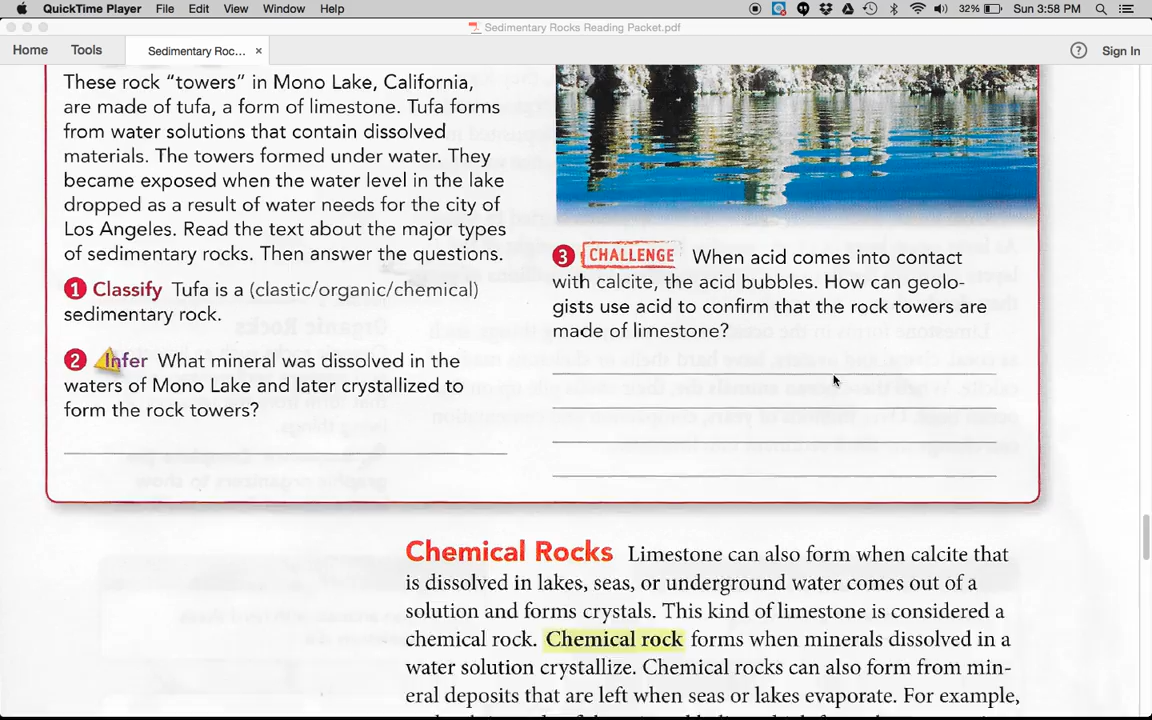 QuickTime Player File Edit View Window Help 32% Sun 3:58 PM
Sedimentary Rocks Reading Packet.pdf
Home Tools Sedimentary Roc... × ? Sign In
These rock “towers” in Mono Lake, California,
are made of tufa, a form of limestone. Tufa forms
from water solutions that contain dissolved
materials. The towers formed under water. They
became exposed when the water level in the lake
dropped as a result of water needs for the city of
Los Angeles. Read the text about the major types
of sedimentary rocks. Then answer the questions.
1 Classify Tufa is a (clastic/organic/chemical)
sedimentary rock.
2 Infer What mineral was dissolved in the
waters of Mono Lake and later crystallized to
form the rock towers?
3 CHALLENGE When acid comes into contact
with calcite, the acid bubbles. How can geolo-
gists use acid to confirm that the rock towers are
made of limestone?
Chemical Rocks Limestone can also form when calcite that
is dissolved in lakes, seas, or underground water comes out of a
solution and forms crystals. This kind of limestone is considered a
chemical rock. Chemical rock forms when minerals dissolved in a
water solution crystallize. Chemical rocks can also form from min-
eral deposits that are left when seas or lakes evaporate. For example,